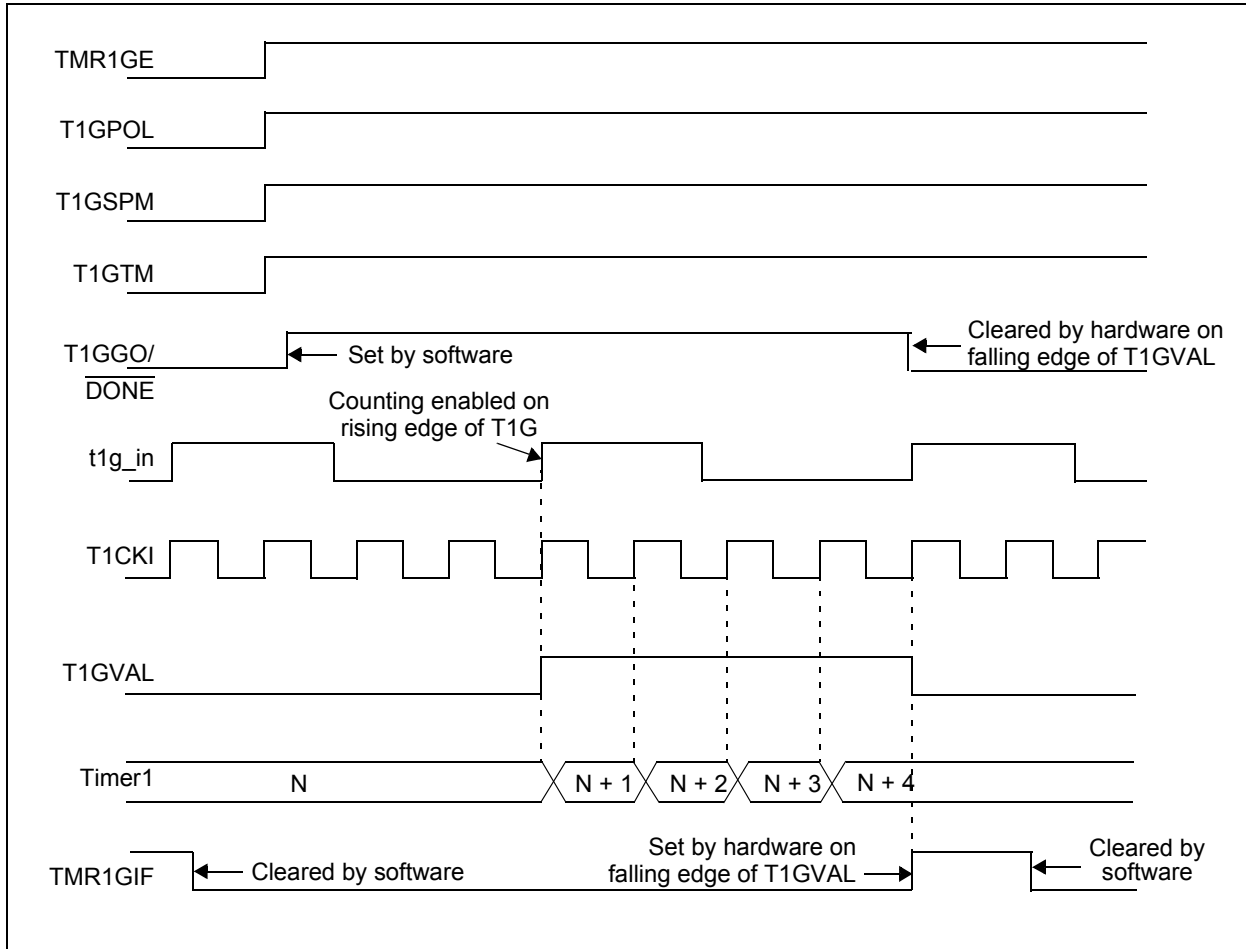 TMR1GE
T1GPOL
T1GSPM
T1GTM
T1GGO/
DONE
Set by software
Cleared by hardware on
falling edge of T1GVAL
Counting enabled on
rising edge of T1G
t1g_in
T1CKI
T1GVAL
Timer1
N
N + 1
N + 2
N + 3
N + 4
TMR1GIF
Cleared by software
Set by hardware on
falling edge of T1GVAL
Cleared by
software